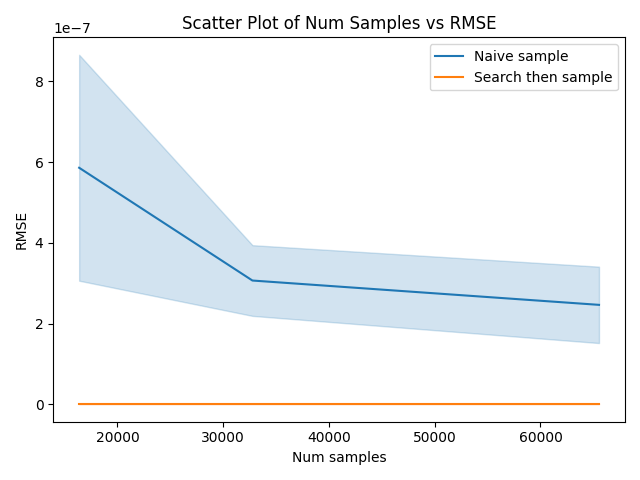 Scatter Plot of Num Samples vs RMSE
1e−7
Naive sample
Search then sample
8
6
4
2
0
RMSE
20000 30000 40000 50000 60000
Num samples